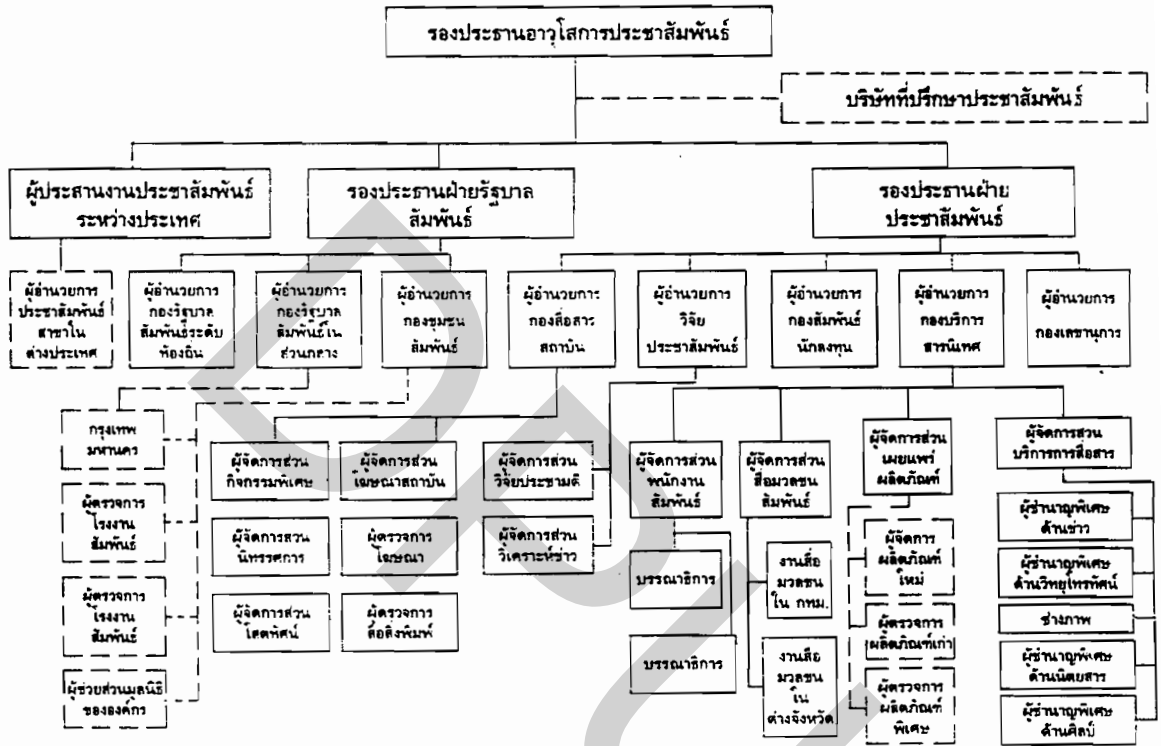 รองประธานอาวุโสการประชาสัมพันธ์
บริษัทที่ปรึกษาประชาสัมพันธ์
ผู้ประสานงานประชาสัมพันธ์
ระหว่างประเทศ
รองประธานฝ่ายรัฐบาล
สัมพันธ์
รองประธานฝ่าย
ประชาสัมพันธ์
ผู้อำนวยการ
ประชาสัมพันธ์
สาขาใน
ต่างประเทศ
ผู้อำนวยการ
กองรัฐบาล
สัมพันธ์ระดับ
ท้องถิ่น
ผู้อำนวยการ
กองรัฐบาล
สัมพันธ์ใน
ส่วนกลาง
ผู้อำนวยการ
กองชุมชน
สัมพันธ์
ผู้อำนวยการ
กองสื่อสาร
สถาบัน
ผู้อำนวยการ
วิจัย
ประชาสัมพันธ์
ผู้อำนวยการ
กองสัมพันธ์
นักลงทุน
ผู้อำนวยการ
กองบริการ
สารนิเทศ
ผู้อำนวยการ
กองเลขานุการ
กรุงเทพ
มหานคร
ผู้ตรวจการ
โรงงาน
สัมพันธ์
ผู้ตรวจการ
โรงงาน
สัมพันธ์
ผู้ช่วยส่วนมูลนิธิ
ขององค์กร
ผู้จัดการส่วน
กิจกรรมพิเศษ
ผู้จัดการส่วน
นิทรรศการ
ผู้จัดการส่วน
โสตทัศน์
ผู้จัดการส่วน
โฆษณาสถาบัน
ผู้ตรวจการ
โฆษณา
ผู้ตรวจการ
สื่อสิ่งพิมพ์
ผู้จัดการส่วน
วิจัยประชามติ
ผู้จัดการส่วน
วิเคราะห์ข่าว
ผู้จัดการส่วน
พนักงาน
สัมพันธ์
บรรณาธิการ
บรรณาธิการ
ผู้จัดการส่วน
สื่อมวลชน
สัมพันธ์
งานสื่อ
มวลชน
ใน กทม.
งานสื่อ
มวลชน
ใน
ต่างจังหวัด
ผู้จัดการส่วน
เผยแพร่
ผลิตภัณฑ์
ผู้จัดการ
ผลิตภัณฑ์
ใหม่
ผู้ตรวจการ
ผลิตภัณฑ์เก่า
ผู้ตรวจการ
ผลิตภัณฑ์
พิเศษ
ผู้จัดการส่วน
บริการการสื่อสาร
ผู้ชำนาญพิเศษ
ด้านข่าว
ผู้ชำนาญพิเศษ
ด้านวิทยุโทรทัศน์
ช่างภาพ
ผู้ชำนาญพิเศษ
ด้านนิตยสาร
ผู้ชำนาญพิเศษ
ด้านศิลป์